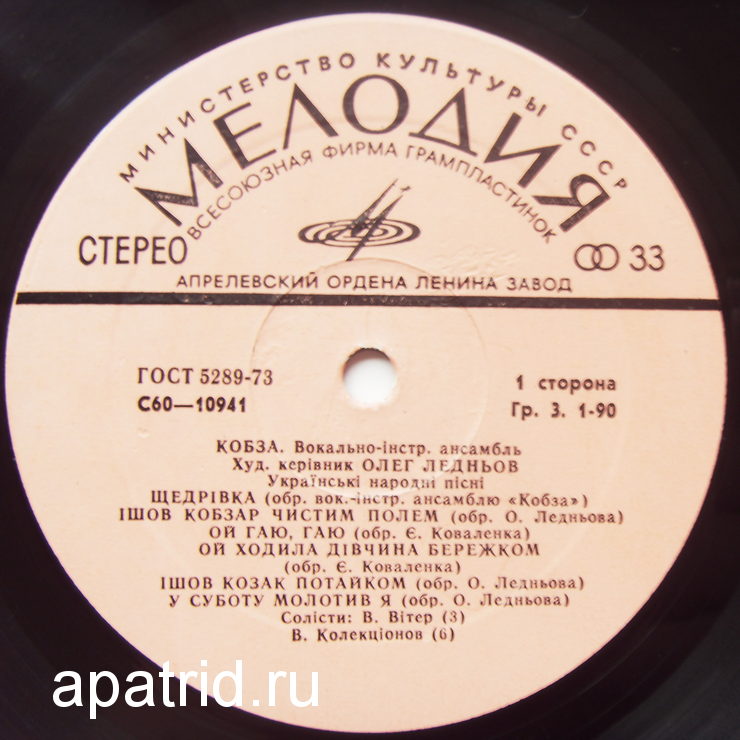 МИНИСТЕРСТВО КУЛЬТУРЫ СССР
МЕЛОДИЯ
ВСЕСОЮЗНАЯ ФИРМА ГРАМПЛАСТИНОК
СТЕРЕО
33
АПРЕЛЕВСКИЙ ОРДЕНА ЛЕНИНА ЗАВОД
ГОСТ 5289-73
1 сторона
С60—10941
Гр. 3. 1-90
КОБЗА. Вокально-інстр. ансамбль
Худ. керівник ОЛЕГ ЛЕДНЬОВ
Українські народні пісні
ЩЕДРІВКА (обр. вок.-інстр. ансамблю «Кобза»)
ІШОВ КОБЗАР ЧИСТИМ ПОЛЕМ (обр. О. Ледньова)
ОЙ ГАЮ, ГАЮ (обр. Є. Коваленка)
ОЙ ХОДИЛА ДІВЧИНА БЕРЕЖКОМ
(обр. Є. Коваленка)
ІШОВ КОЗАК ПОТАЙКОМ (обр. О. Ледньова)
У СУБОТУ МОЛОТИВ Я (обр. О. Ледньова)
Солісти: В. Вітер (3)
В. Колекціонов (6)
apatrid.ru